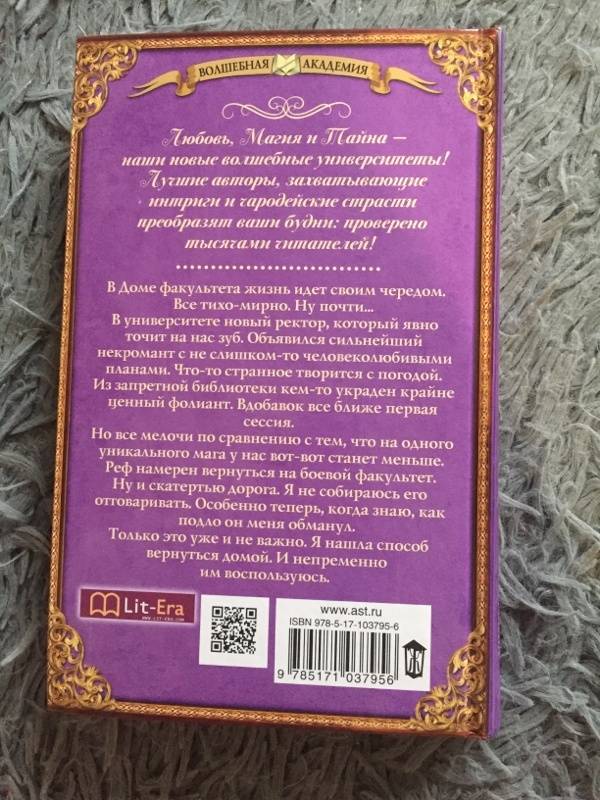 ВОЛШЕБНАЯ АКАДЕМИЯ
Любовь, Магия и Тайна –
наши новые волшебные университеты!
Лучшие авторы, захватывающие
интриги и чародейские страсти
преобразят ваши будни: проверено
тысячами читателей!
В Доме факультета жизнь идет своим чередом.
Все тихо-мирно. Ну почти...
В университете новый ректор, который явно
точит на нас зуб. Объявился сильнейший
некромант с не слишком-то человеколюбивыми
планами. Что-то странное творится с погодой.
Из запретной библиотеки кем-то украден крайне
ценный фолиант. Вдобавок все ближе первая
сессия.
Но все мелочи по сравнению с тем, что на одного
уникального мага у нас вот-вот станет меньше.
Реф намерен вернуться на боевой факультет.
Ну и скатертью дорога. Я не собираюсь его
отговаривать. Особенно теперь, когда знаю, как
подло он меня обманул.
Только это уже и не важно. Я нашла способ
вернуться домой. И непременно
им воспользуюсь.
Lit-Era
WWW.LIT-ERA.COM
www.ast.ru
ISBN 978-5-17-103795-6
9 785171 037956